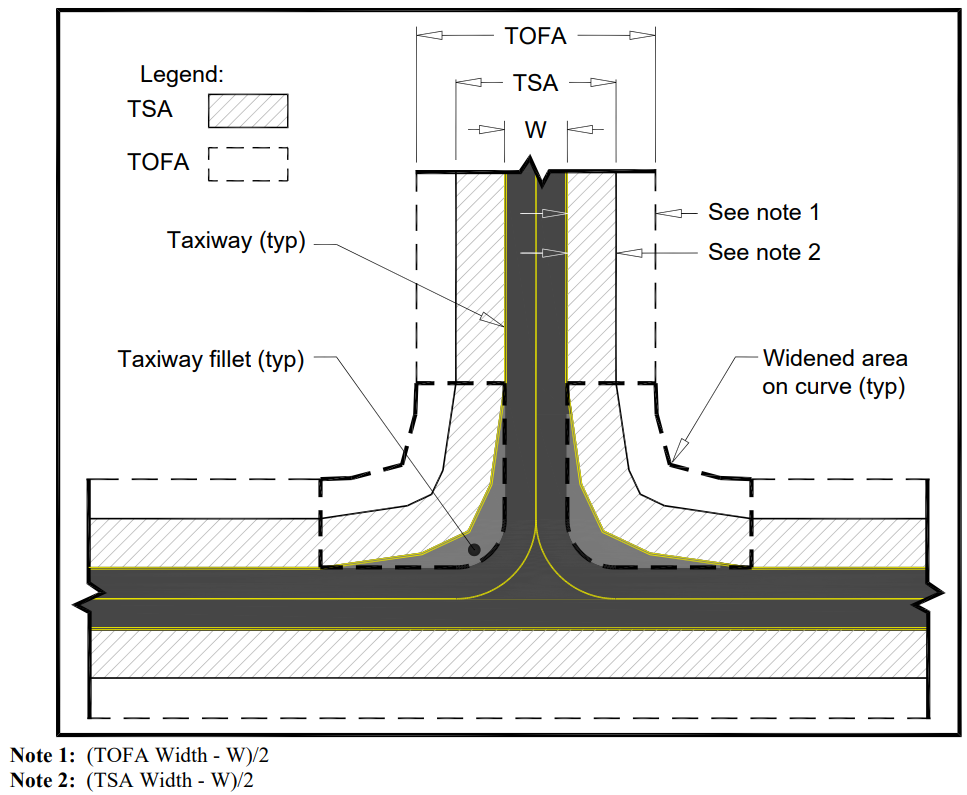 TOFA
Legend:
TSA
TSA
W
TOFA
See note 1
Taxiway (typ)
See note 2
Taxiway fillet (typ)
Widened area
on curve (typ)
Note 1: (TOFA Width - W)/2
Note 2: (TSA Width - W)/2